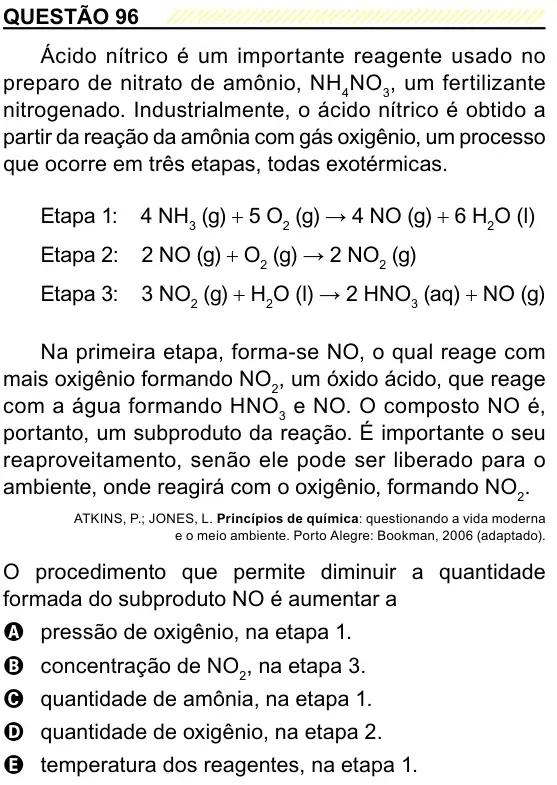 QUESTÃO 96
Ácido nítrico é um importante reagente usado no
preparo de nitrato de amônio, NH₄NO₃, um fertilizante
nitrogenado. Industrialmente, o ácido nítrico é obtido a
partir da reação da amônia com gás oxigênio, um processo
que ocorre em três etapas, todas exotérmicas.
Etapa 1: 4 NH₃ (g) + 5 O₂ (g) → 4 NO (g) + 6 H₂O (l)
Etapa 2: 2 NO (g) + O₂ (g) → 2 NO₂ (g)
Etapa 3: 3 NO₂ (g) + H₂O (l) → 2 HNO₃ (aq) + NO (g)
Na primeira etapa, forma-se NO, o qual reage com
mais oxigênio formando NO₂, um óxido ácido, que reage
com a água formando HNO₃ e NO. O composto NO é,
portanto, um subproduto da reação. É importante o seu
reaproveitamento, senão ele pode ser liberado para o
ambiente, onde reagirá com o oxigênio, formando NO₂.
ATKINS, P.; JONES, L. Princípios de química: questionando a vida moderna
e o meio ambiente. Porto Alegre: Bookman, 2006 (adaptado).
O procedimento que permite diminuir a quantidade
formada do subproduto NO é aumentar a
A pressão de oxigênio, na etapa 1.
B concentração de NO₂, na etapa 3.
C quantidade de amônia, na etapa 1.
D quantidade de oxigênio, na etapa 2.
E temperatura dos reagentes, na etapa 1.